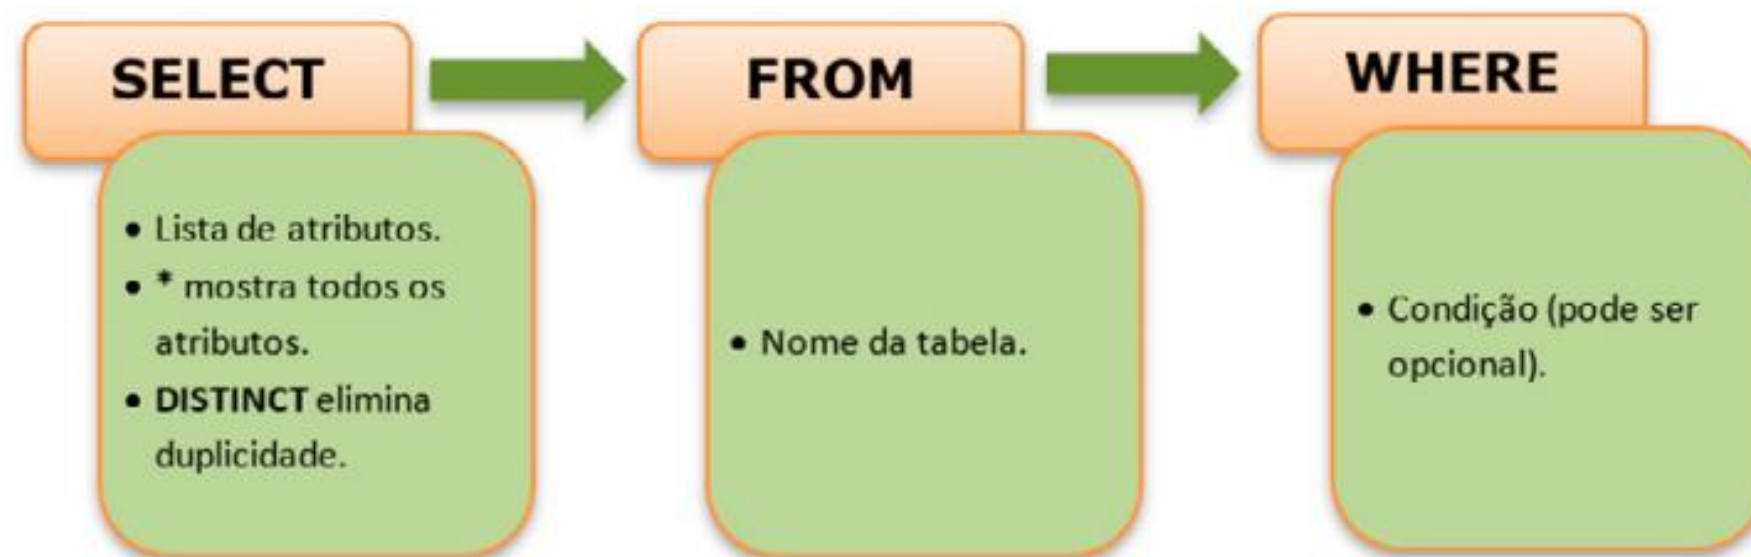 SELECT
• Lista de atributos.
• * mostra todos os
atributos.
• DISTINCT elimina
duplicidade.
FROM
• Nome da tabela.
WHERE
• Condição (pode ser
opcional).